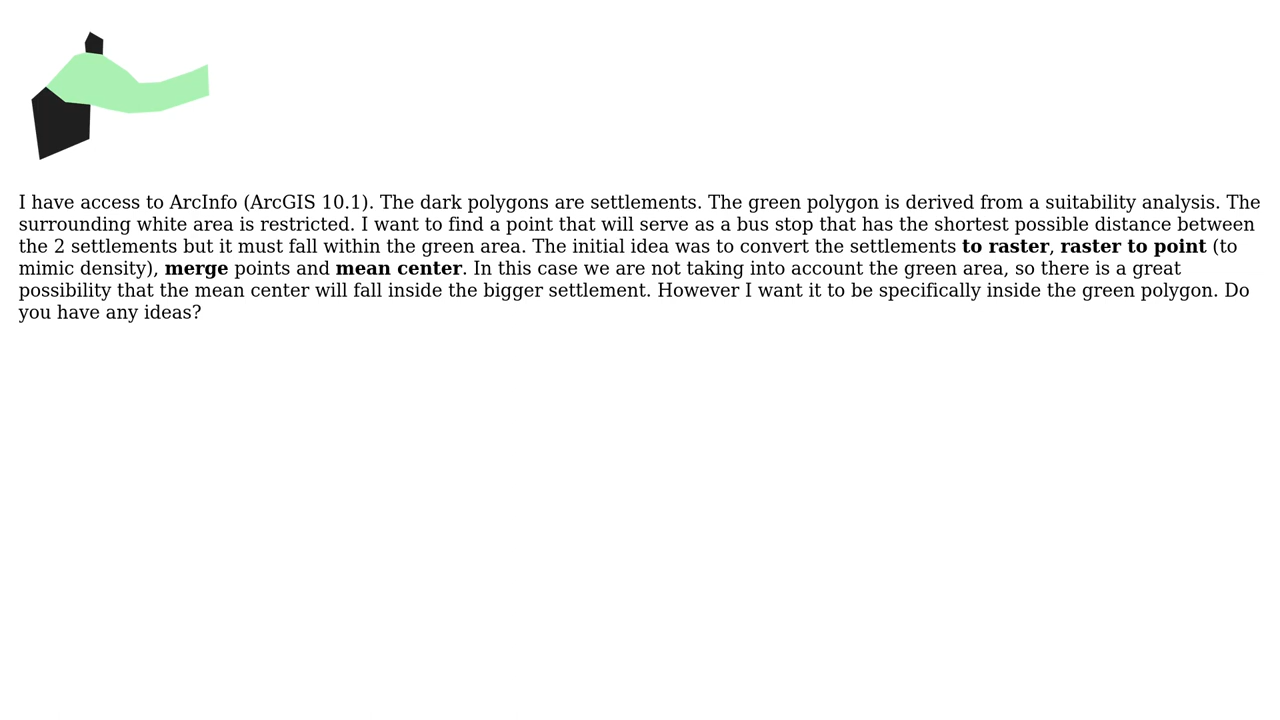 I have access to ArcInfo (ArcGIS 10.1). The dark polygons are settlements. The green polygon is derived from a suitability analysis. The
surrounding white area is restricted. I want to find a point that will serve as a bus stop that has the shortest possible distance between
the 2 settlements but it must fall within the green area. The initial idea was to convert the settlements to raster, raster to point (to
mimic density), merge points and mean center. In this case we are not taking into account the green area, so there is a great
possibility that the mean center will fall inside the bigger settlement. However I want it to be specifically inside the green polygon. Do
you have any ideas?